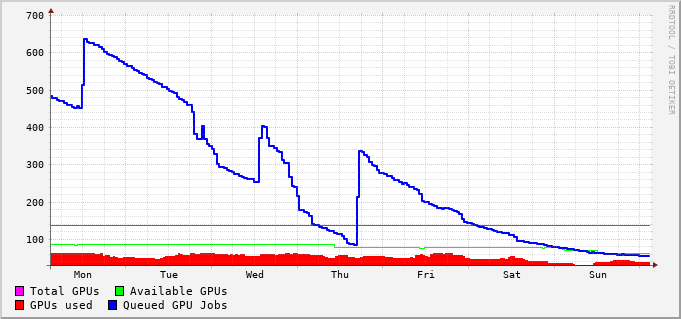 700
600
500
400
300
200
100
Mon Tue Wed Thu Fri Sat Sun
Total GPUs Available GPUs
GPUs used Queued GPU Jobs
RRDTOOL / TOBI OETIKER